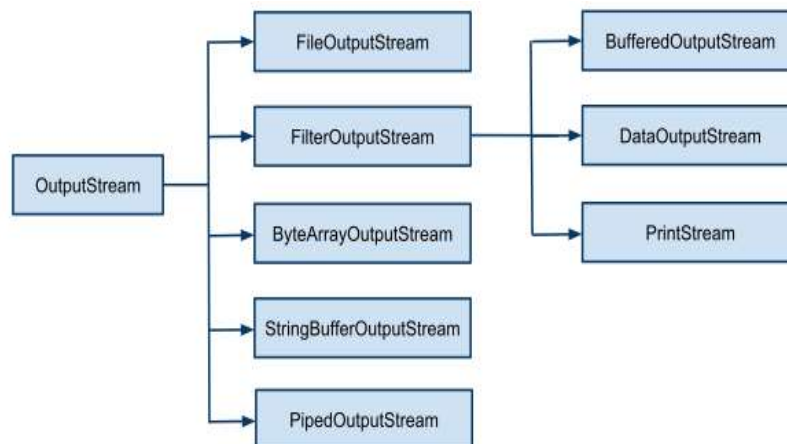 OutputStream
FileOutputStream
FilterOutputStream
ByteArrayOutputStream
StringBufferOutputStream
PipedOutputStream
BufferedOutputStream
DataOutputStream
PrintStream